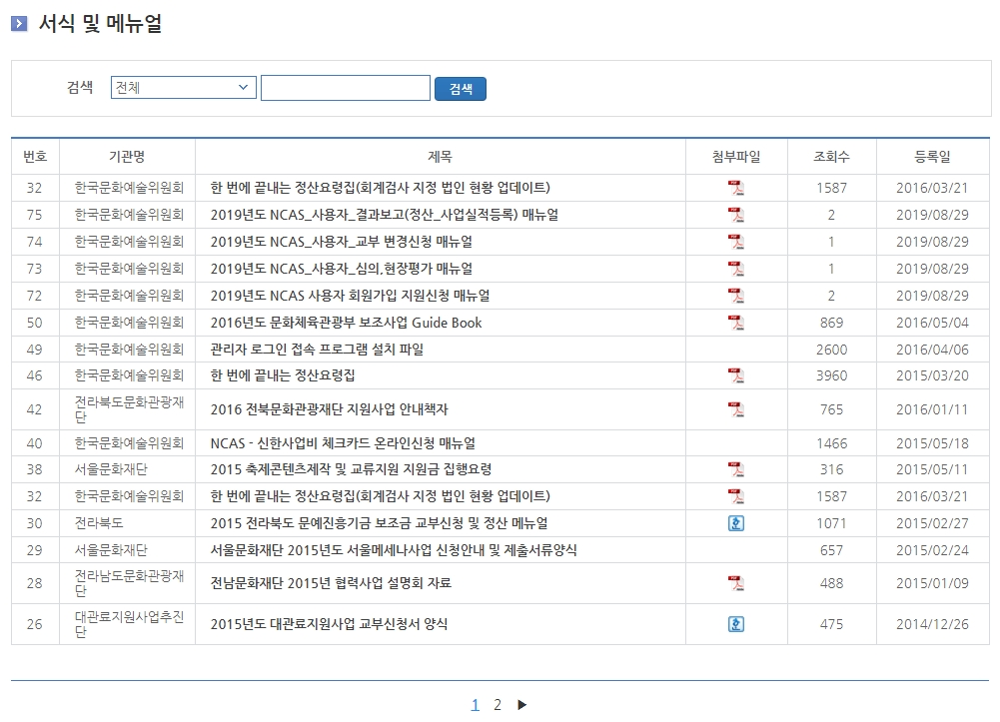 서식 및 메뉴얼
검색 전체 검색
번호 기관명 제목 첨부파일 조회수 등록일
32 한국문화예술위원회 한 번에 끝내는 정산요령집(회계검사 지정 법인 현황 업데이트) 1587 2016/03/21
75 한국문화예술위원회 2019년도 NCAS_사용자_결과보고(정산_사업실적등록) 매뉴얼 2 2019/08/29
74 한국문화예술위원회 2019년도 NCAS_사용자_교부 변경신청 매뉴얼 1 2019/08/29
73 한국문화예술위원회 2019년도 NCAS_사용자_심의,현장평가 매뉴얼 1 2019/08/29
72 한국문화예술위원회 2019년도 NCAS 사용자 회원가입 지원신청 매뉴얼 2 2019/08/29
50 한국문화예술위원회 2016년도 문화체육관광부 보조사업 Guide Book 869 2016/05/04
49 한국문화예술위원회 관리자 로그인 접속 프로그램 설치 파일 2600 2016/04/06
46 한국문화예술위원회 한 번에 끝내는 정산요령집 3960 2015/03/20
42 전라북도문화관광재단 2016 전북문화관광재단 지원사업 안내책자 765 2016/01/11
40 한국문화예술위원회 NCAS - 신한사업비 체크카드 온라인신청 매뉴얼 1466 2015/05/18
38 서울문화재단 2015 축제콘텐츠제작 및 교류지원 지원금 집행요령 316 2015/05/11
32 한국문화예술위원회 한 번에 끝내는 정산요령집(회계검사 지정 법인 현황 업데이트) 1587 2016/03/21
30 전라북도 2015 전라북도 문예진흥기금 보조금 교부신청 및 정산 메뉴얼 1071 2015/02/27
29 서울문화재단 서울문화재단 2015년도 서울메세나사업 신청안내 및 제출서류양식 657 2015/02/24
28 전라남도문화관광재단 전남문화재단 2015년 협력사업 설명회 자료 488 2015/01/09
26 대관료지원사업추진단 2015년도 대관료지원사업 교부신청서 양식 475 2014/12/26
1 2 ▶